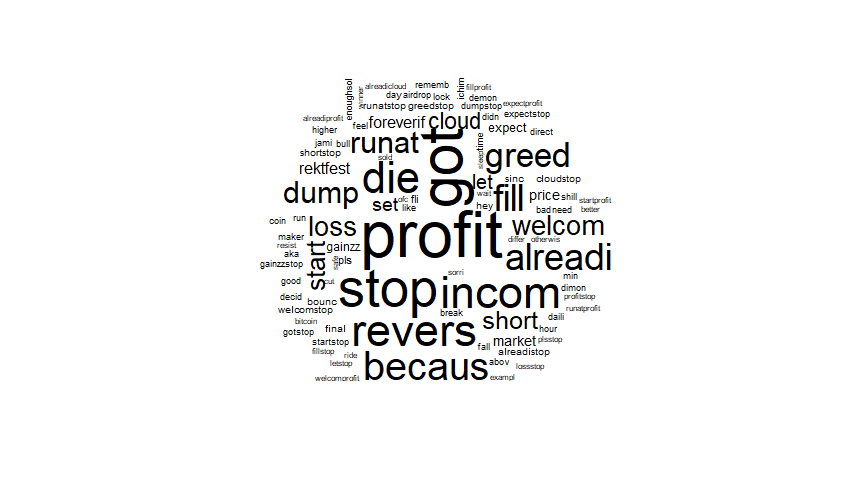 enoughsol
winner
alreadicloud
rememb
day
airdrop
lock
ichim
fillprofit
demon
runatstop
greedstop
dumpstop
expectprofit
alreadiprofit
feel
foreverif
cloud
didn
expectstop
higher
runat
got
expect
direct
jami
bull
time
shortstop
sold
sleep
greed
rektfest
die
let
sinc
cloudstop
dump
set
ofc
fli
like
wait
fill
price
shill
startprofit
hey
badneed
better
coin
run
loss
profit
welcom
maker
resist
gainzz
differ
otherwis
aka
start
pls
alreadi
gainzzstop
sorri
min
good
cut
stop
incom
dimon
decid
bounc
profitstop
welcomstop
break
runatprofit
bitcoin
final
revers
short
daili
gotstop
hour
startstop
market
plsstop
fillstop
ride
fall
alreadistop
letstop
becaus
abov
lossstop
welcomprofit
exampl